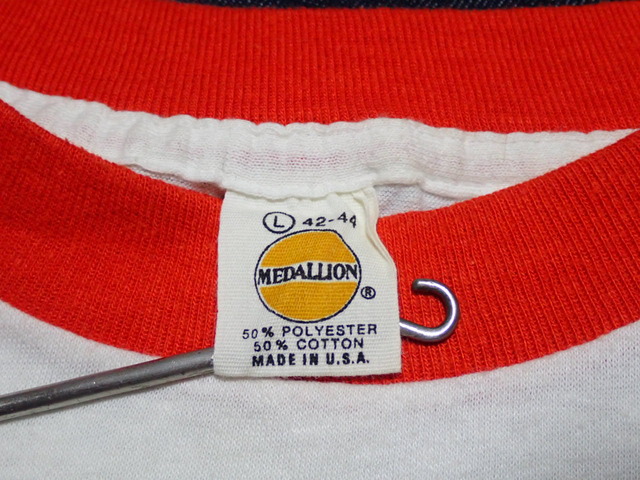 L 42-44
MEDALLION
®
50% POLYESTER
50% COTTON
MADE IN U.S.A.